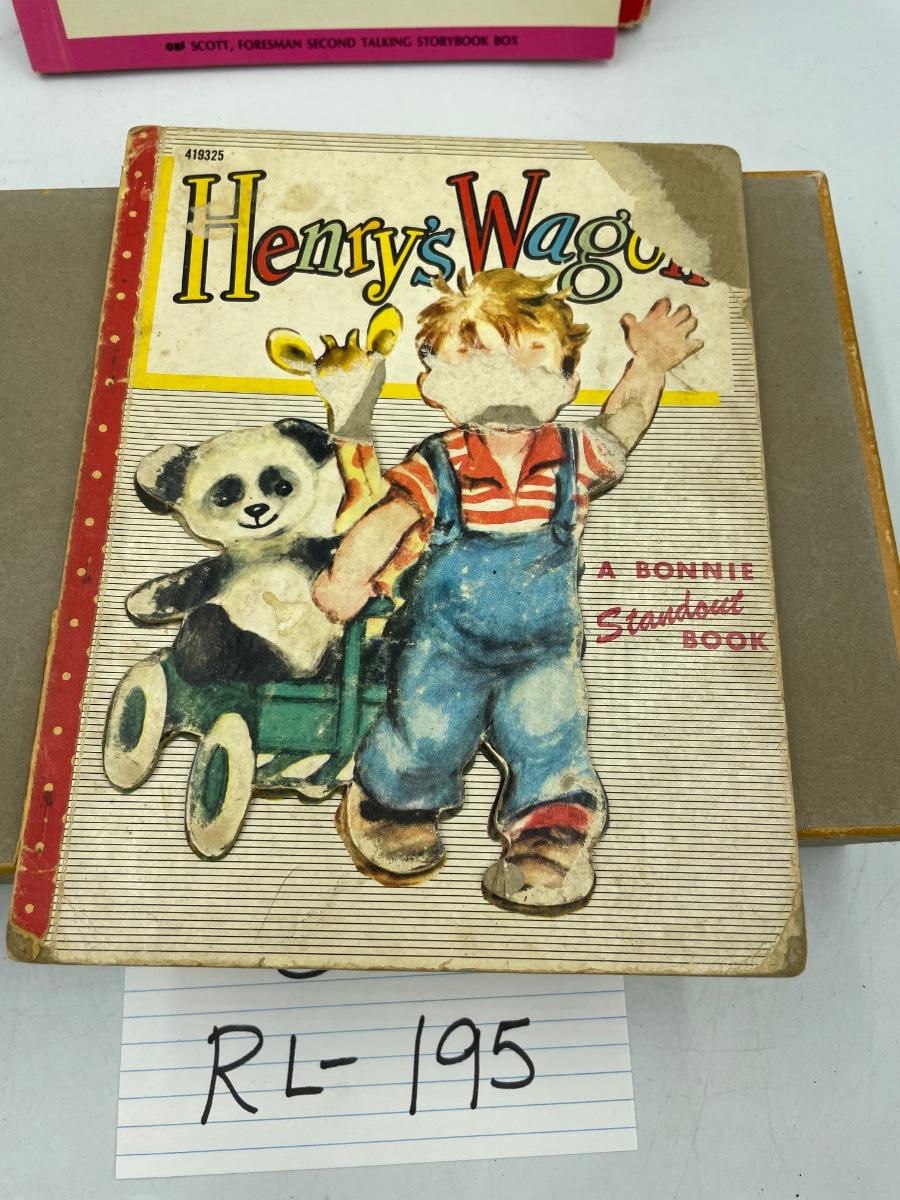 SCOTT, FORESMAN SECOND TALKING STORYBOOK BOX
419325
Henry's Wagon
A BONNIE
Standout
BOOK
RL-195